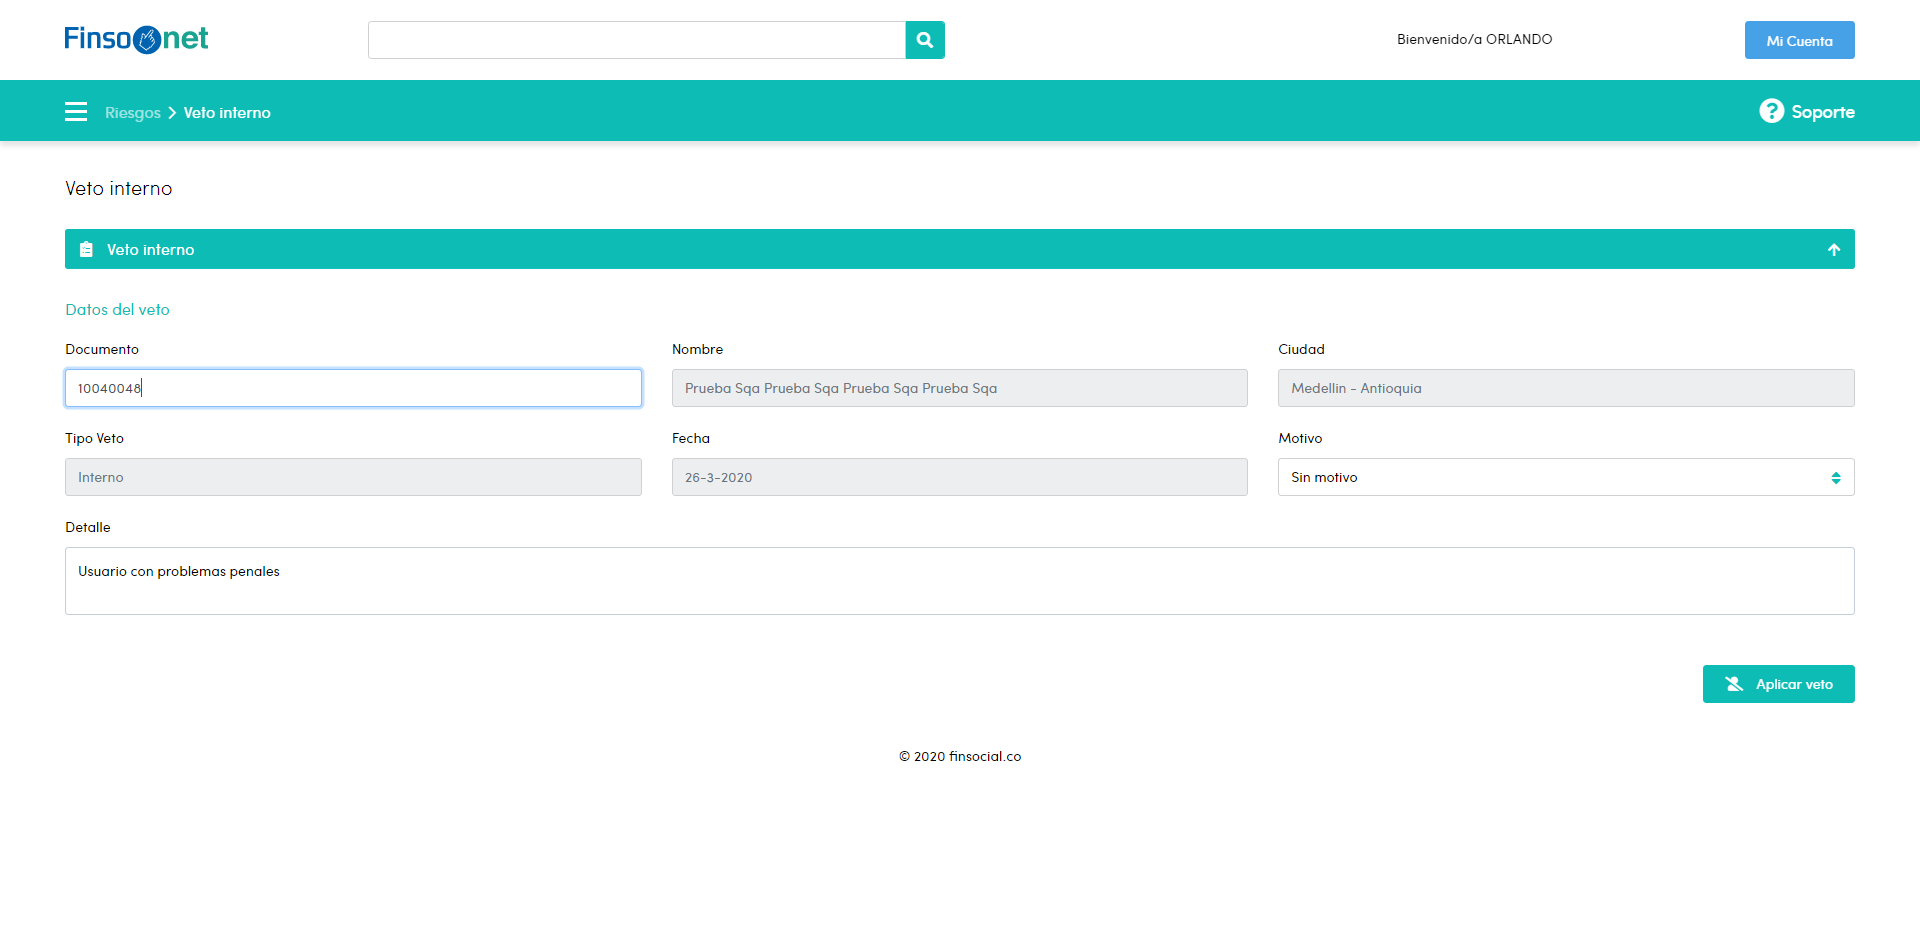 Finsonet
Bienvenido/a ORLANDO
Mi Cuenta
Riesgos
Veto interno
Soporte
Veto interno
Veto interno
Datos del veto
Documento
Nombre
Ciudad
10040048
Prueba Sqa Prueba Sqa Prueba Sqa Prueba Sqa
Medellin - Antioquia
Tipo Veto
Fecha
Motivo
Interno
26-3-2020
Sin motivo
Detalle
Usuario con problemas penales
Aplicar veto
© 2020 finsocial.co